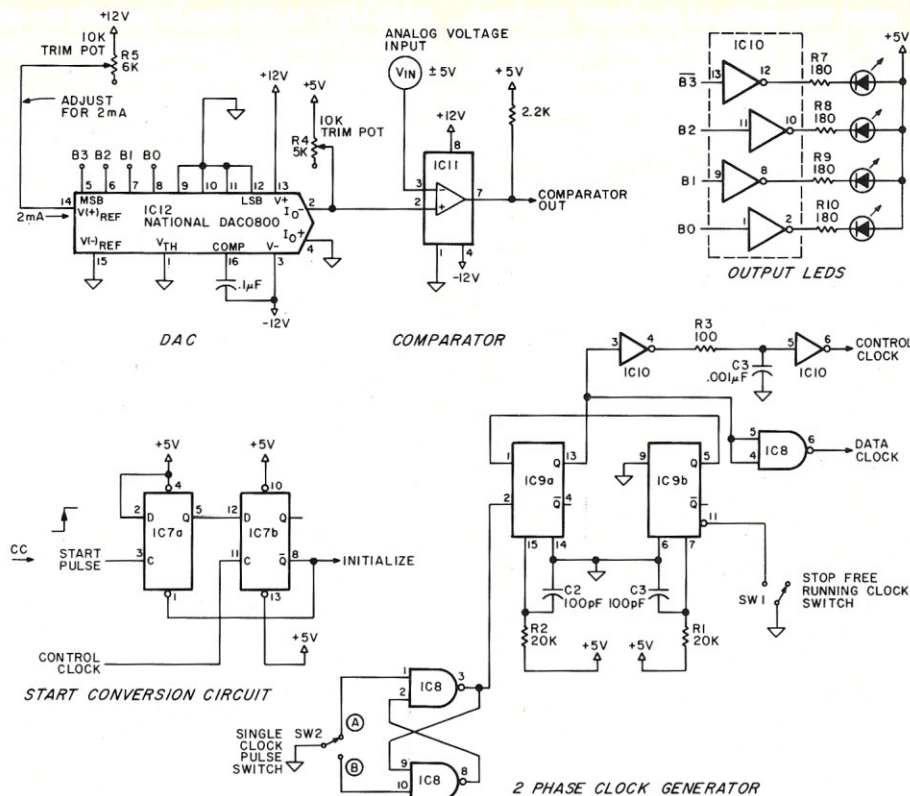 +12V
10K
TRIM POT
R5
6K
ADJUST
FOR 2mA
B3 B2 B1 B0
5 6 7 8 9 10 11 12 13
14
MSB
LSB
V+
V(+)REF
2mA
IC12
NATIONAL DAC0800
IO-
IO+
2
4
V(-)REF
VTH
COMP
V-
15
1
16
3
.1µF
-12V
DAC
+12V
+5V
10K
TRIM POT
R4
5K
ANALOG VOLTAGE
INPUT
VIN
±5V
+5V
2.2K
+12V
8
IC11
3
-
2
+
7
COMPARATOR
OUT
1
4
-12V
COMPARATOR
IC10
+5V
B3
13
12
R7
180
B2
11
10
R8
180
B1
9
8
R9
180
B0
1
2
R10
180
OUTPUT LEDS
3
4
IC10
R3
100
C3
.001µF
5
6
IC10
CONTROL
CLOCK
5
4
IC8
6
DATA
CLOCK
1
2
IC9a
Q
13
Q
4
15
14
9
IC9b
Q
5
Q
11
6
7
C2
100pF
C3
100pF
R2
20K
R1
20K
+5V
+5V
SW1
STOP FREE
RUNNING CLOCK
SWITCH
+5V
+5V
4
10
2
D
Q
5
12
D
Q
IC7a
IC7b
CC
START
PULSE
3
C
11
C
Q
8
INITIALIZE
1
13
+5V
CONTROL
CLOCK
START CONVERSION CIRCUIT
SINGLE
CLOCK
PULSE
SWITCH
SW2
A
B
1
2
IC8
3
9
10
IC8
8
2 PHASE CLOCK GENERATOR